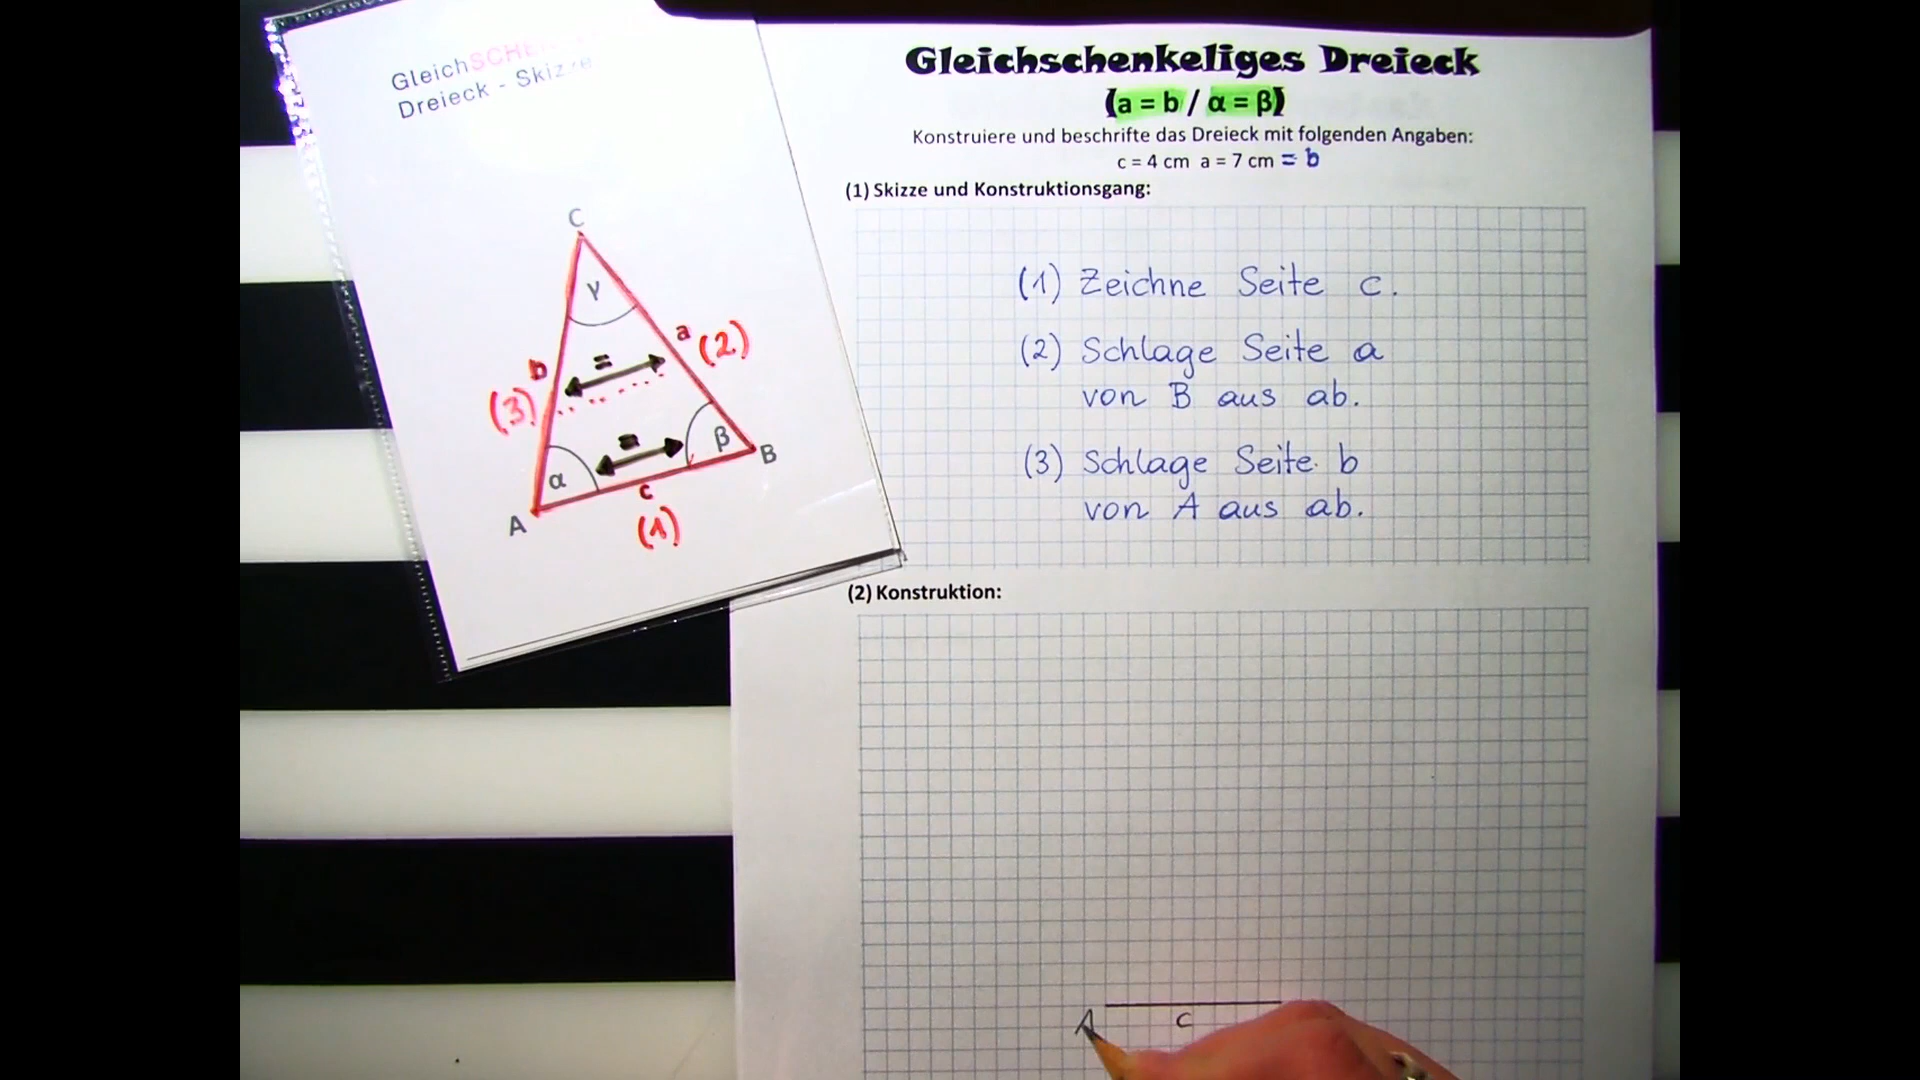 Gleich
Dreieck - Skizze
C
γ
a
(2)
=
b
(3)
=
β
B
α
c
A
(1)
Gleichschenkeliges Dreieck
(a = b / α = β)
Konstruiere und beschrifte das Dreieck mit folgenden Angaben:
c = 4 cm a = 7 cm = b
(1) Skizze und Konstruktionsgang:
(1) Zeichne Seite c.
(2) Schlage Seite a
von B aus ab.
(3) Schlage Seite b
von A aus ab.
(2) Konstruktion:
A
c